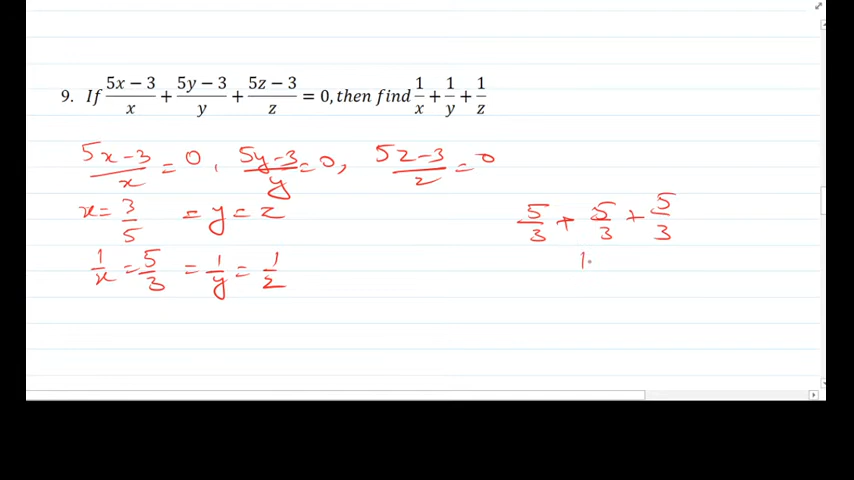 9. If (5x − 3)/x + (5y − 3)/y + (5z − 3)/z = 0, then find 1/x + 1/y + 1/z
(5x−3)/x = 0, (5y−3)/y = 0, (5z−3)/z = 0
x = 3/5 = y = z
5/3 + 5/3 + 5/3
1/x = 5/3 = 1/y = 1/z